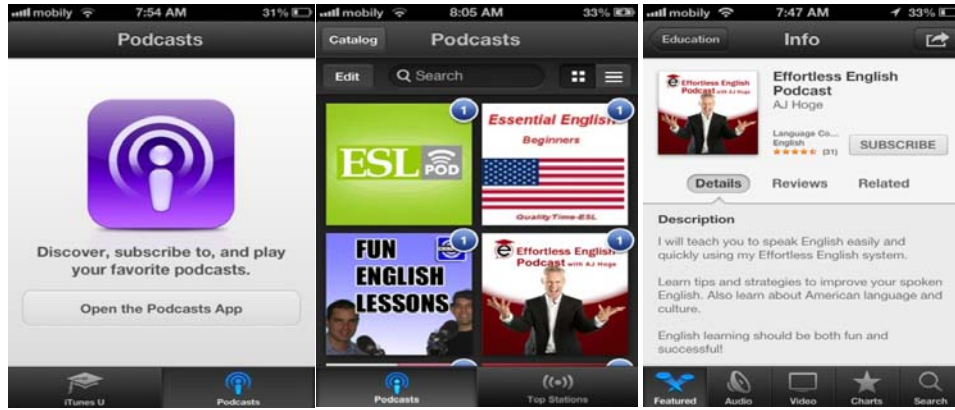 mobily 7:54 AM 31%
Podcasts
Discover, subscribe to, and play
your favorite podcasts.
Open the Podcasts App
iTunes U
Podcasts
mobily 8:05 AM 33%
Catalog Podcasts
Edit Search
1
ESL POD
1
Essential English
Beginners
QualityTime-ESL
1
FUN
ENGLISH
LESSONS
1
Effortless English
Podcast with AJ Hoge
Podcasts
Top Stations
mobily 7:47 AM 33%
Education Info
Effortless English
Podcast with AJ Hoge
Effortless English
Podcast
AJ Hoge
Language Co...
English
(31)
SUBSCRIBE
Details Reviews Related
Description
I will teach you to speak English easily and
quickly using my Effortless English system.
Learn tips and strategies to improve your spoken
English. Also learn about American language and
culture.
English learning should be both fun and
successful!
Featured Audio Video Charts Search